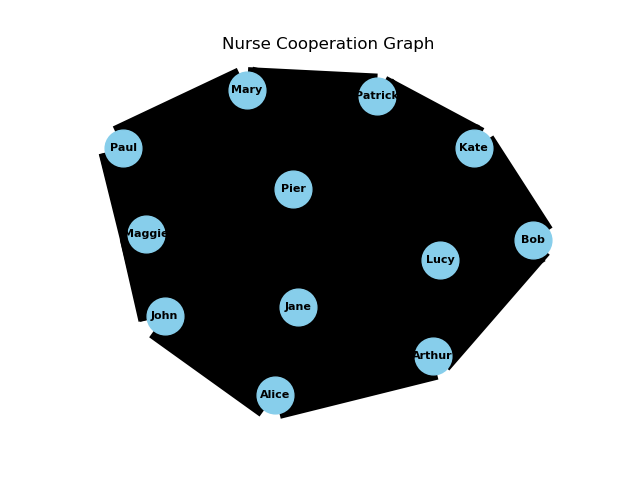 Nurse Cooperation Graph
Mary
Patrick
Paul
Kate
Pier
Maggie
Bob
Lucy
Jane
John
Arthur
Alice